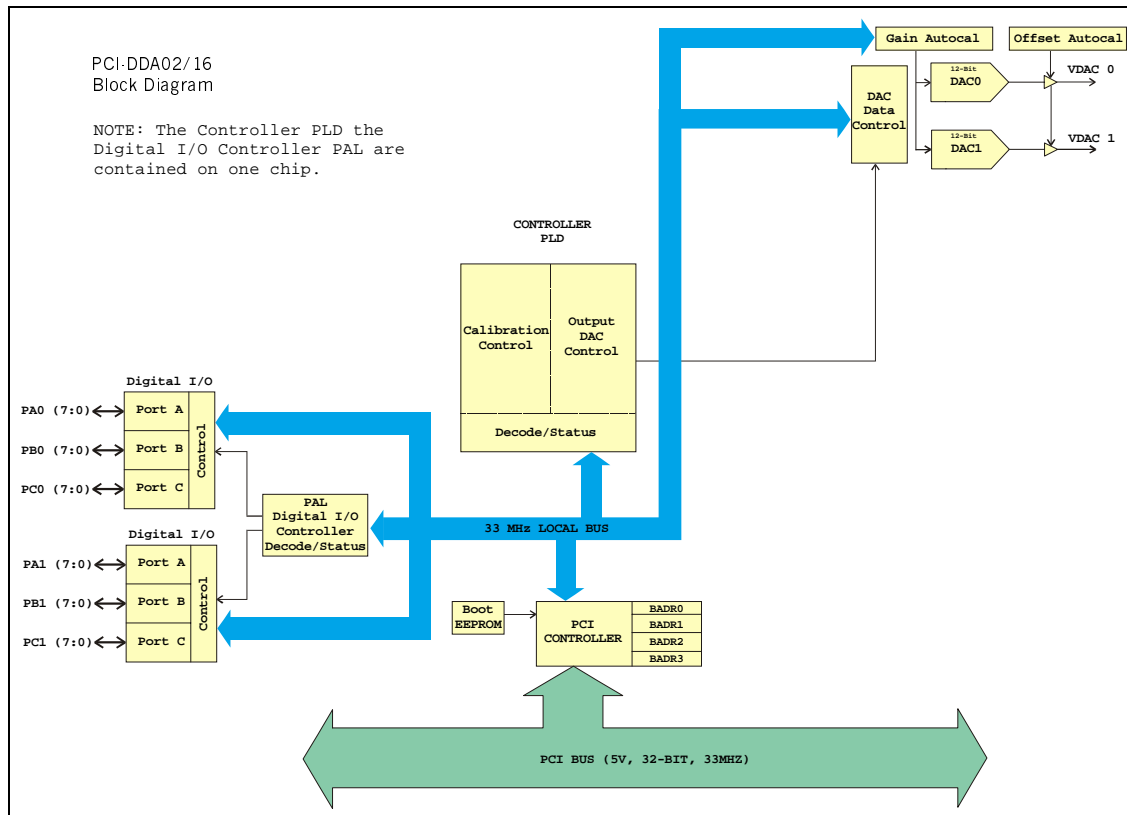 PCI-DDA02/16
Block Diagram
NOTE: The Controller PLD the
Digital I/O Controller PAL are
contained on one chip.
Gain Autocal
Offset Autocal
DAC
Data
Control
12-Bit
DAC0
VDAC 0
12-Bit
DAC1
VDAC 1
CONTROLLER
PLD
Calibration
Control
Output
DAC
Control
Decode/Status
Digital I/O
PA0 (7:0)
Port A
PB0 (7:0)
Port B
PC0 (7:0)
Port C
Control
PAL
Digital I/O
Controller
Decode/Status
33 MHz LOCAL BUS
Digital I/O
PA1 (7:0)
Port A
PB1 (7:0)
Port B
PC1 (7:0)
Port C
Control
Boot
EEPROM
PCI
CONTROLLER
BADR0
BADR1
BADR2
BADR3
PCI BUS (5V, 32-BIT, 33MHZ)